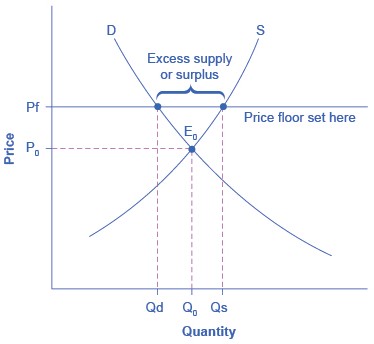 D
S
Excess supply
or surplus
Pf
Price floor set here
E0
P0
Price
Qd
Q0
Qs
Quantity